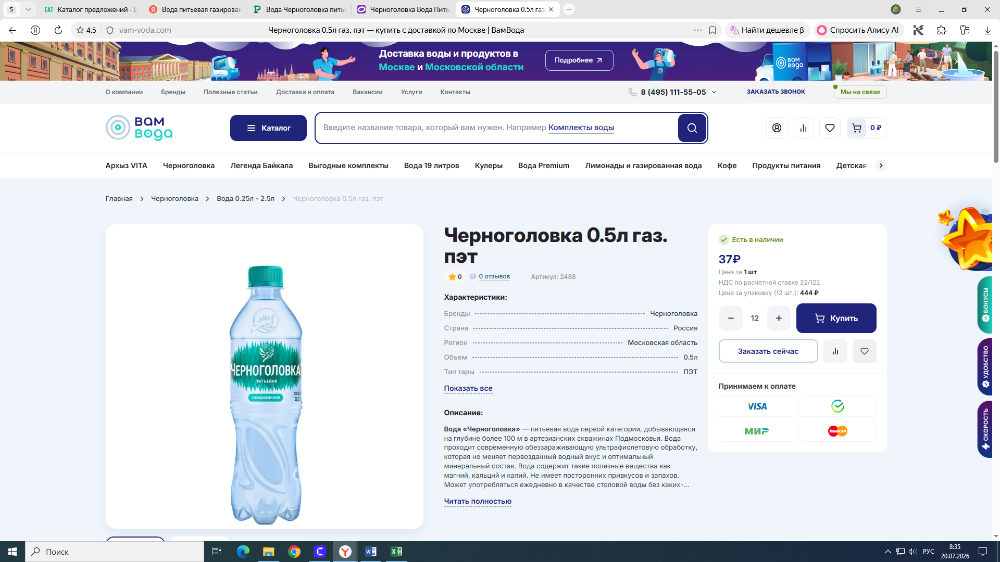 5
EAT Каталог предложений - Е
Вода питьевая газирован
Вода Черноголовка пить
Черноголовка Вода Пить
Черноголовка 0.5л газ.
4,5
vam-voda.com
Черноголовка 0.5л газ. пэт — купить с доставкой по Москве | ВамВода
Найти дешевле β
Спросить Алису AI
Доставка воды и продуктов в
Москве и Московской области
Подробнее
ВАМ
ВОДА
О компании
Бренды
Полезные статьи
Доставка и оплата
Вакансии
Услуги
Контакты
8 (495) 111-55-05
ЗАКАЗАТЬ ЗВОНОК
Мы на связи
вам
вода
Каталог
Введите название товара, который вам нужен. Например Комплекты воды
0 ₽
Архыз VITA
Черноголовка
Легенда Байкала
Выгодные комплекты
Вода 19 литров
Кулеры
Вода Premium
Лимонады и газированная вода
Кофе
Продукты питания
Детская
Главная > Черноголовка > Вода 0.25л - 2.5л > Черноголовка 0.5л газ. пэт
ЧЕРНОГОЛОВКА
ПИТЬЕВАЯ
газированная
Черноголовка 0.5л газ.
пэт
0
0 отзывов
Артикул: 2488
Характеристики:
Бренды Черноголовка
Страна Россия
Регион Московская область
Объем 0.5л
Тип тары ПЭТ
Показать все
Описание:
Вода «Черноголовка» — питьевая вода первой категории, добывающаяся
на глубине более 100 м в артезианских скважинах Подмосковья. Вода
проходит современную обеззараживающую ультрафиолетовую обработку,
которая не меняет первозданный водный вкус и оптимальный
минеральный состав. Вода содержит такие полезные вещества как
магний, кальций и калий. Не имеет посторонних привкусов и запахов.
Может употребляться ежедневно в качестве столовой воды без каких-...
Читать полностью
Есть в наличии
37₽
Цена за 1 шт
НДС по расчетной ставке 22/122
Цена за упаковку (12 шт.): 444 ₽
− 12 +
Купить
Заказать сейчас
Принимаем к оплате
VISA
МИР
MasterCard
БОНУСЫ
УДОБСТВО
СКОРОСТЬ
Поиск
РУС
8:35
20.07.2026